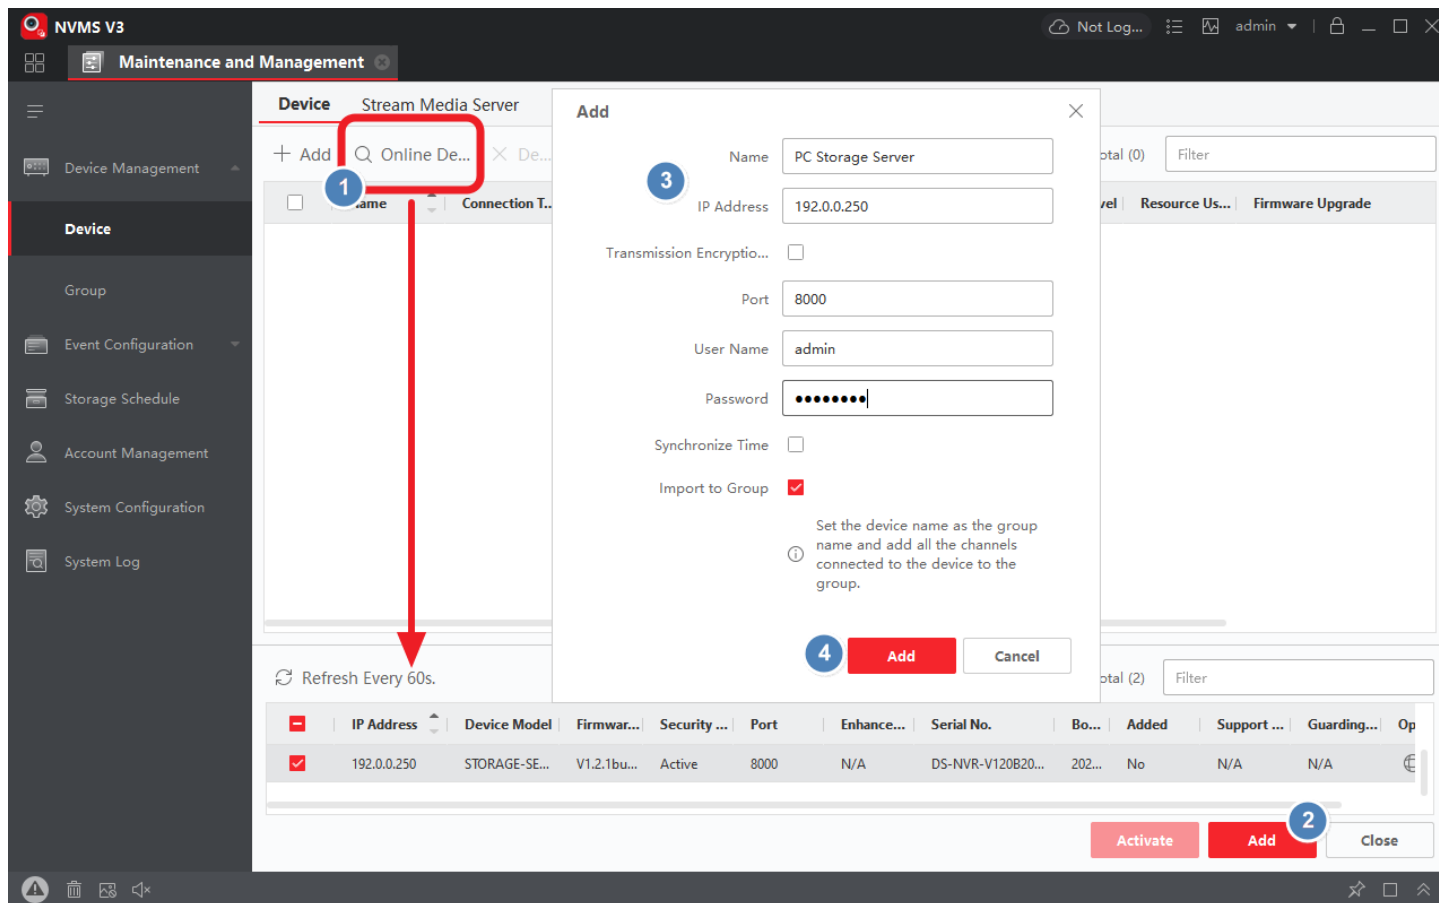 NVMS V3
Not Log...
admin
Maintenance and Management
Device
Stream Media Server
Add
Online De...
De...
Total (0)
Filter
Name
Connection T...
Resource Us...
Firmware Upgrade
Device Management
Device
Group
Event Configuration
Storage Schedule
Account Management
System Configuration
System Log
1
Add
3
Name
PC Storage Server
IP Address
192.0.0.250
Transmission Encryptio...
Port
8000
User Name
admin
Password
••••••••
Synchronize Time
Import to Group
Set the device name as the group
name and add all the channels
connected to the device to the
group.
4
Add
Cancel
Refresh Every 60s.
Total (2)
Filter
IP Address
Device Model
Firmwar...
Security ...
Port
Enhance...
Serial No.
Bo...
Added
Support ...
Guarding...
Op
192.0.0.250
STORAGE-SE...
V1.2.1bu...
Active
8000
N/A
DS-NVR-V120B20...
202...
No
N/A
N/A
Activate
Add
2
Close